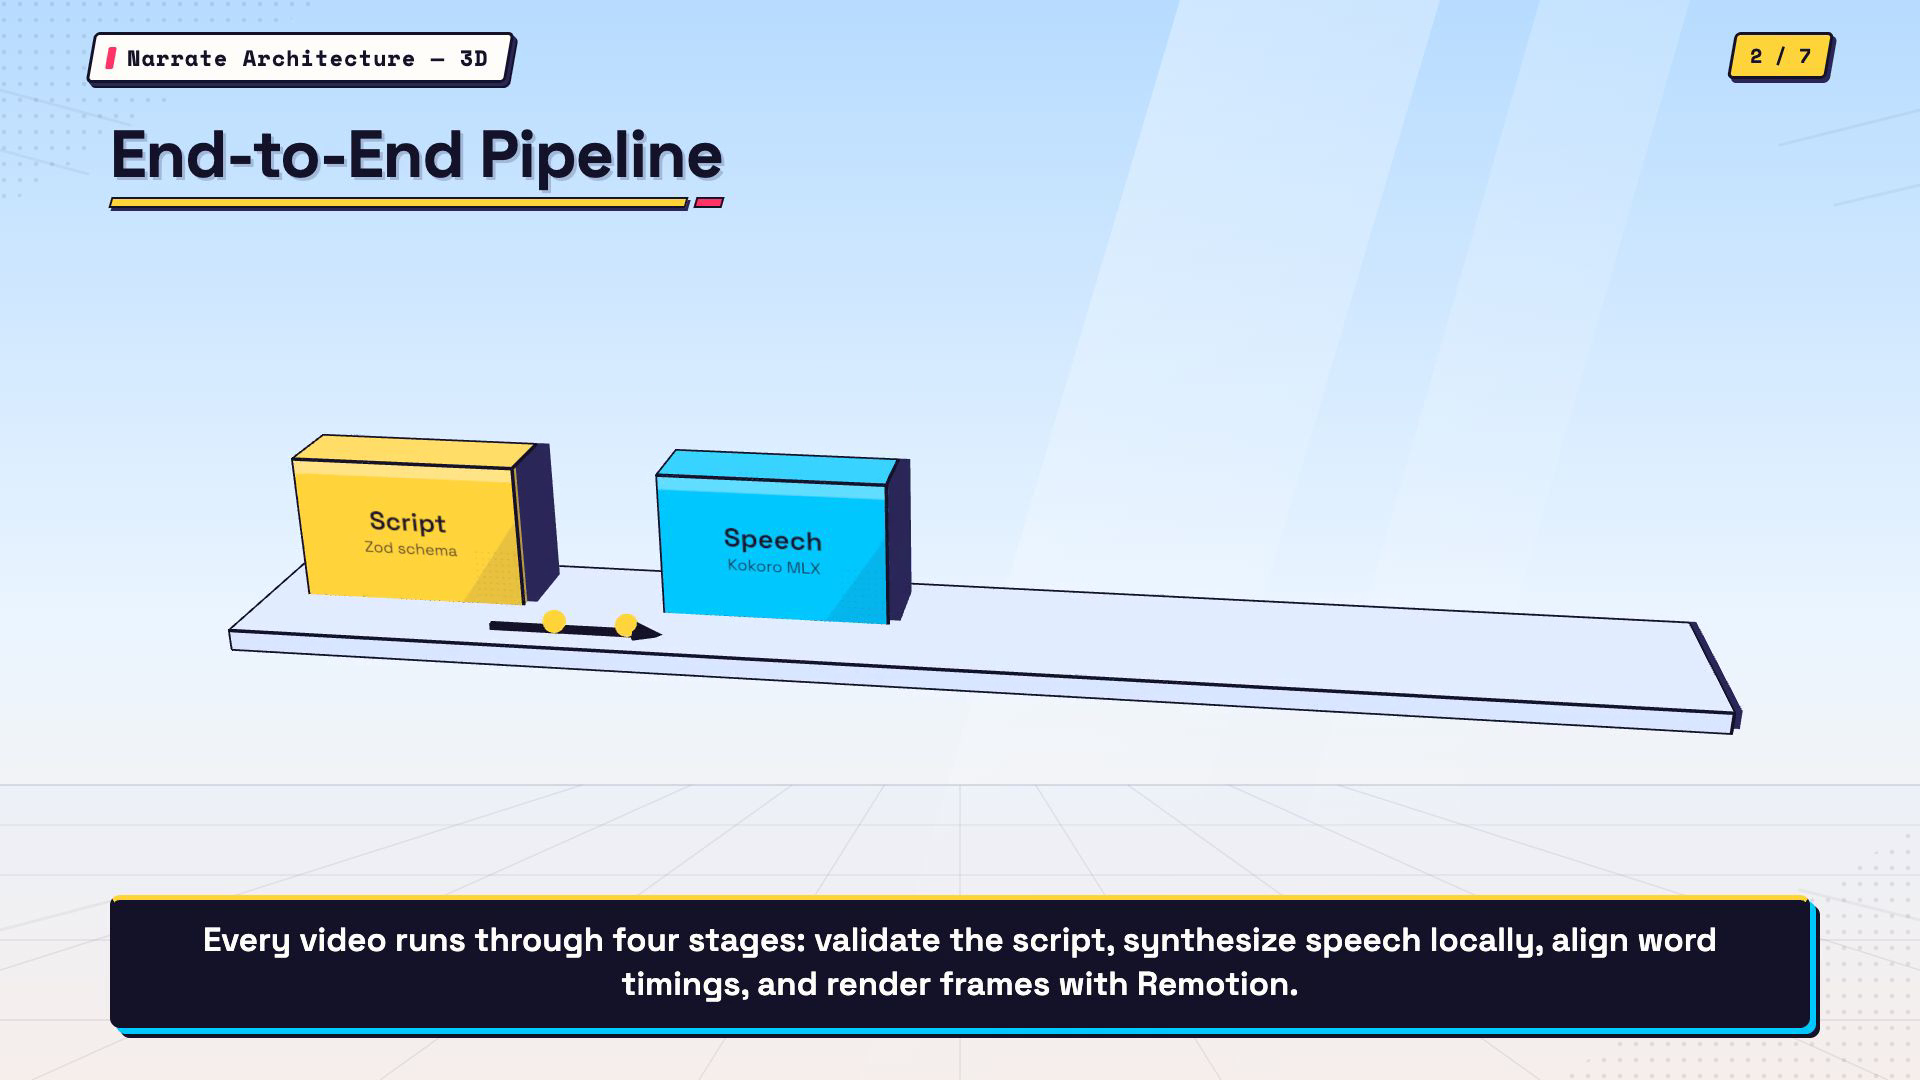 Narrate Architecture — 3D
2 / 7
End-to-End Pipeline
Script
Zod schema
Speech
Kokoro MLX
Every video runs through four stages: validate the script, synthesize speech locally, align word
timings, and render frames with Remotion.